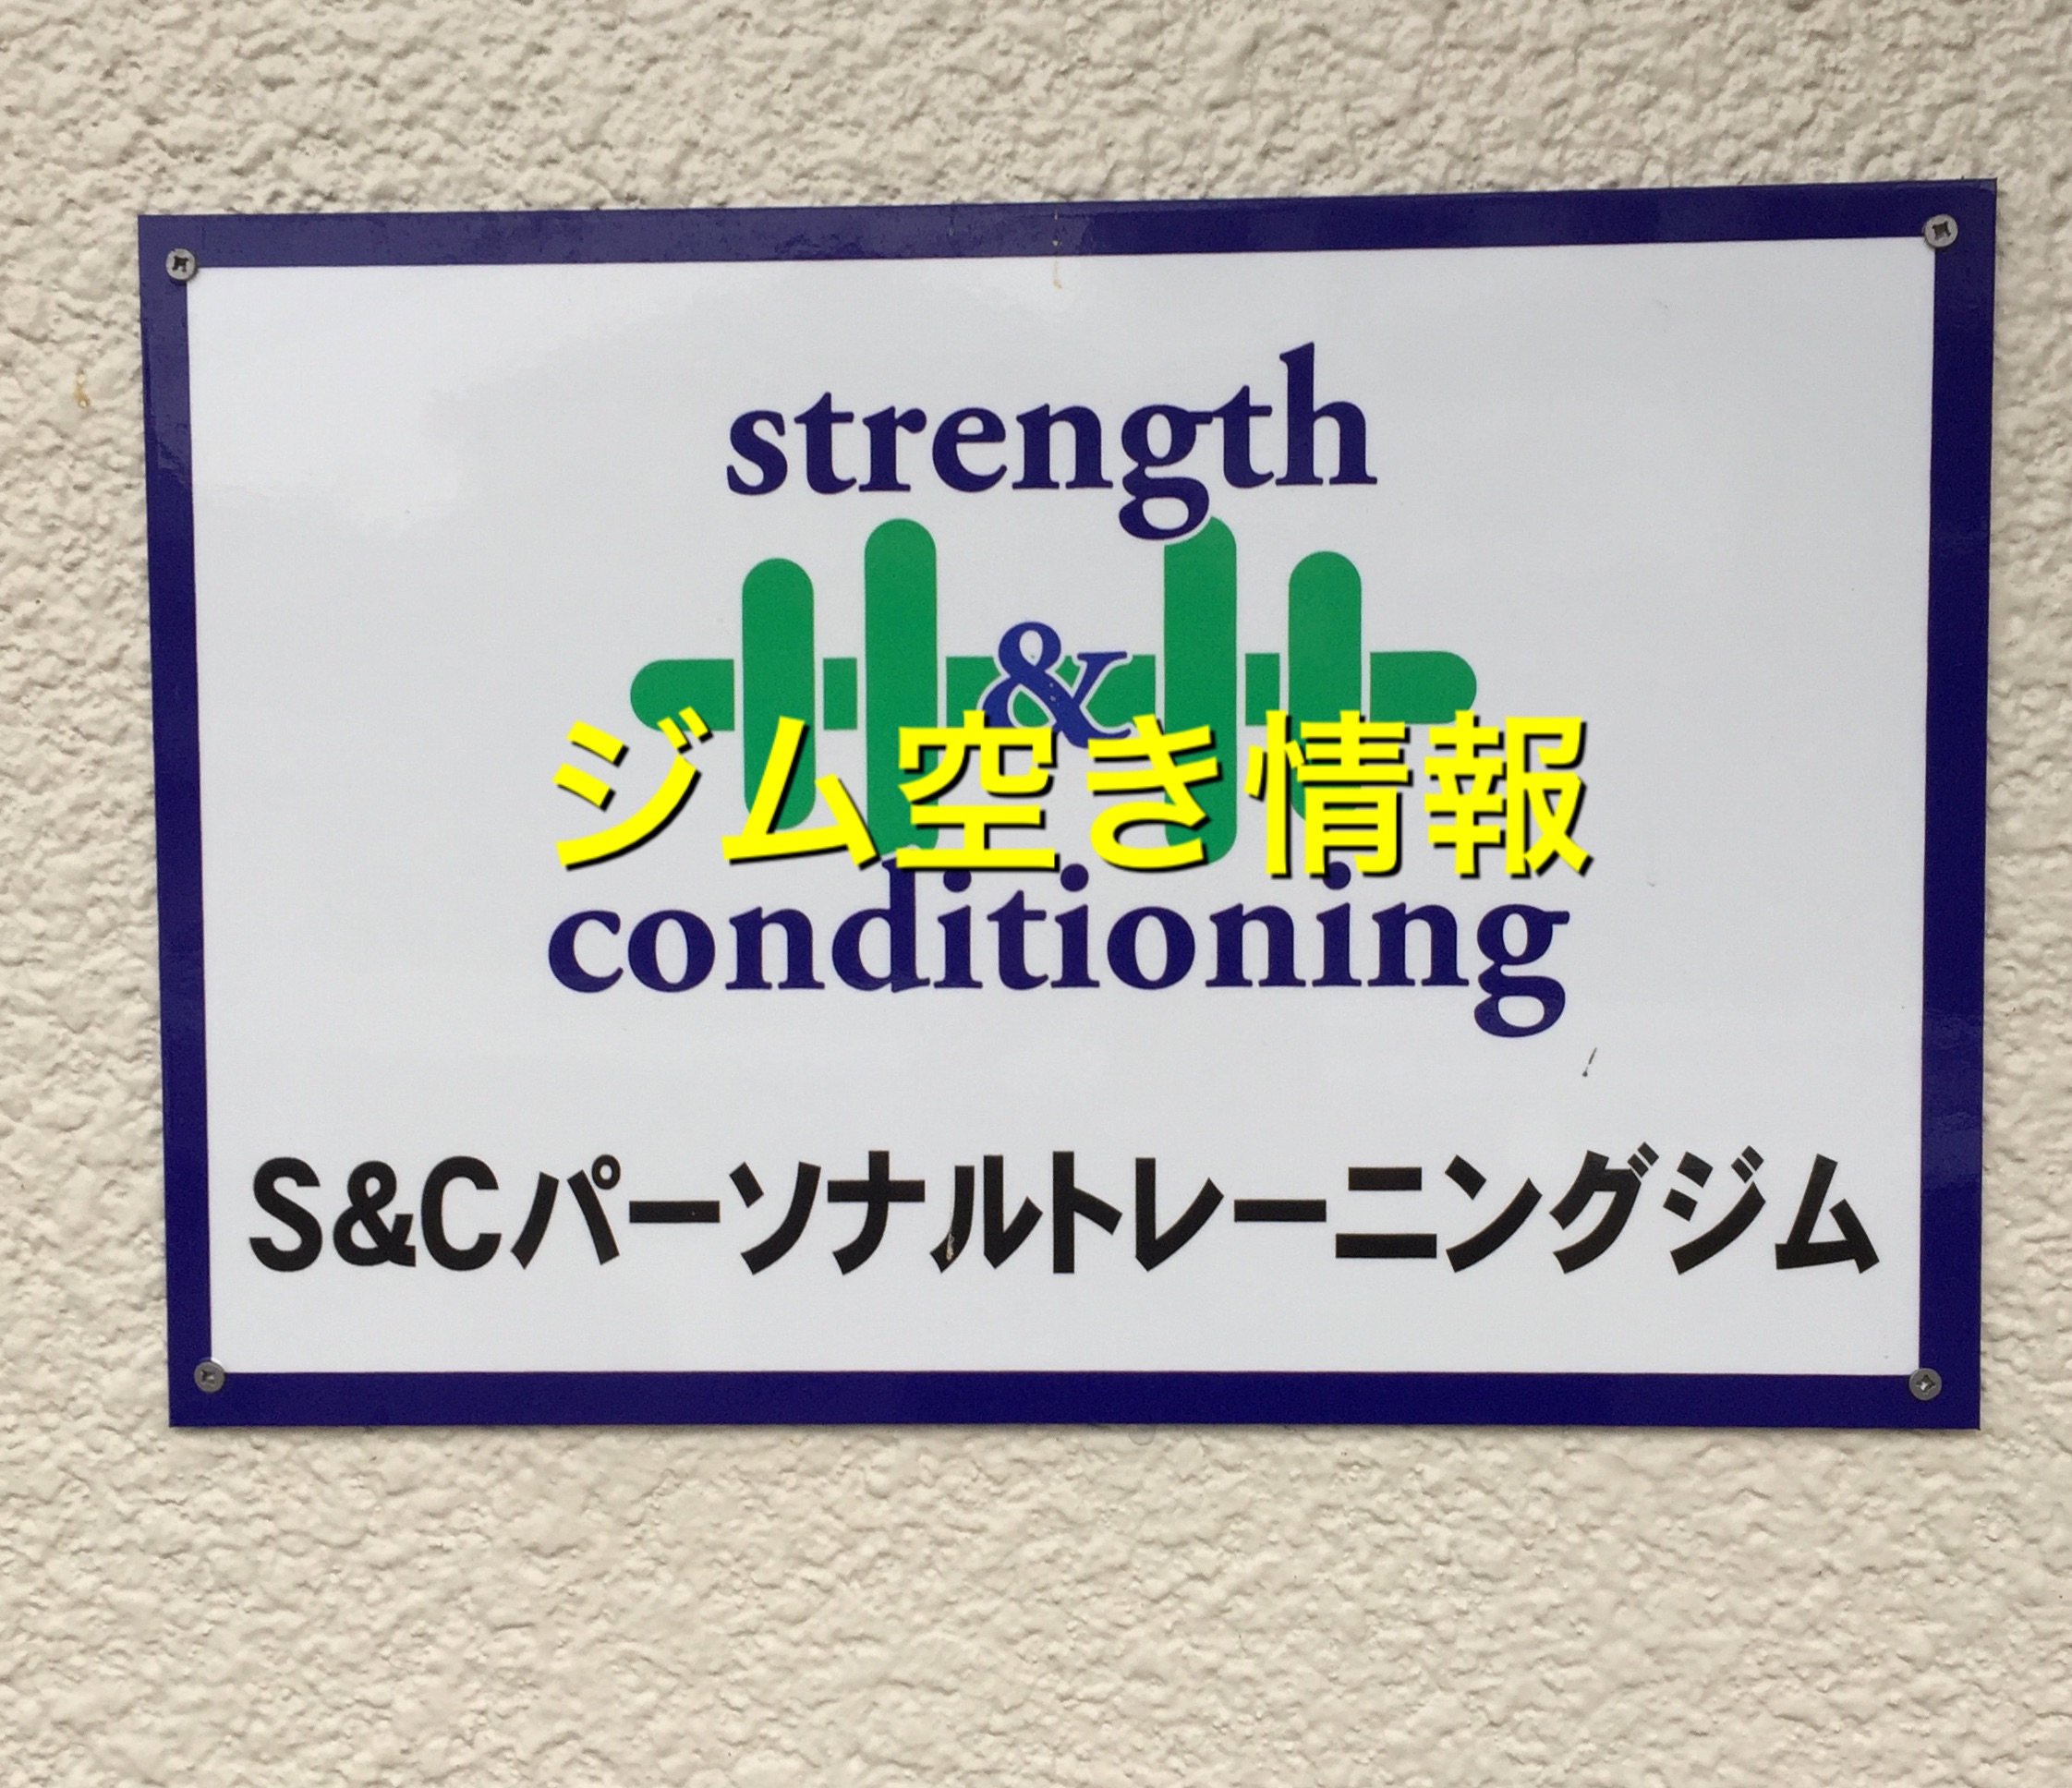 strength
&
ジム空き情報
conditioning
S&Cパーソナルトレーニングジム